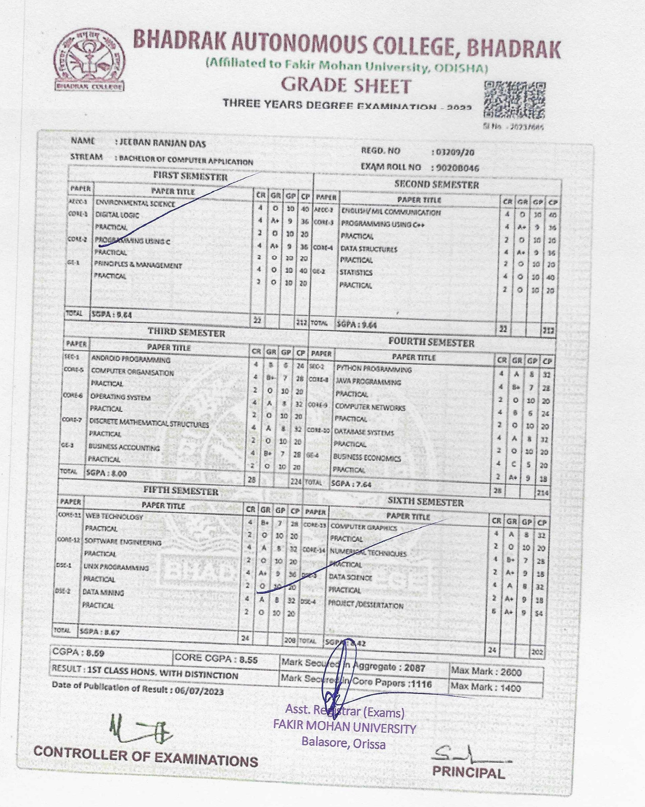 BHADRAK AUTONOMOUS COLLEGE, BHADRAK
(Affiliated to Fakir Mohan University, ODISHA)
GRADE SHEET
THREE YEARS DEGREE EXAMINATION - 2023
BHADRAK COLLEGE
Sl No. : 20237605
NAME : JEEBAN RANJAN DAS
REGD. NO : 03209/20
STREAM : BACHELOR OF COMPUTER APPLICATION
EXAM ROLL NO : 9020B046
FIRST SEMESTER
PAPER PAPER TITLE CR GR GP CP
AECC-1 ENVIRONMENTAL SCIENCE 4 O 10 40
CORE-1 DIGITAL LOGIC 4 A+ 9 36
PRACTICAL 2 O 10 20
CORE-2 PROGRAMMING USING C 4 A+ 9 36
PRACTICAL 2 O 10 20
GE-1 PRINCIPLES & MANAGEMENT 4 O 10 40
PRACTICAL 2 O 10 20
TOTAL SGPA : 9.64 22 212
SECOND SEMESTER
PAPER PAPER TITLE CR GR GP CP
AECC-2 ENGLISH/ MIL COMMUNICATION 4 O 10 40
CORE-3 PROGRAMMING USING C++ 4 A+ 9 36
PRACTICAL 2 O 10 20
CORE-4 DATA STRUCTURES 4 A+ 9 36
PRACTICAL 2 O 10 20
GE-2 STATISTICS 4 O 10 40
PRACTICAL 2 O 10 20
TOTAL SGPA : 9.64 22 212
THIRD SEMESTER
PAPER PAPER TITLE CR GR GP CP
SEC-1 ANDROID PROGRAMMING 4 B 6 24
CORE-5 COMPUTER ORGANISATION 4 B+ 7 28
PRACTICAL 2 O 10 20
CORE-6 OPERATING SYSTEM 4 A 8 32
PRACTICAL 2 O 10 20
CORE-7 DISCRETE MATHEMATICAL STRUCTURES 4 A 8 32
PRACTICAL 2 O 10 20
GE-3 BUSINESS ACCOUNTING 4 B+ 7 28
PRACTICAL 2 O 10 20
TOTAL SGPA : 8.00 28 224
FOURTH SEMESTER
PAPER PAPER TITLE CR GR GP CP
SEC-2 PYTHON PROGRAMMING 4 A 8 32
CORE-8 JAVA PROGRAMMING 4 B+ 7 28
PRACTICAL 2 O 10 20
CORE-9 COMPUTER NETWORKS 4 B 6 24
PRACTICAL 2 O 10 20
CORE-10 DATABASE SYSTEMS 4 A 8 32
PRACTICAL 2 O 10 20
GE-4 BUSINESS ECONOMICS 4 C 5 20
PRACTICAL 2 A+ 9 18
TOTAL SGPA : 7.64 28 214
FIFTH SEMESTER
PAPER PAPER TITLE CR GR GP CP
CORE-11 WEB TECHNOLOGY 4 B+ 7 28
PRACTICAL 2 O 10 20
CORE-12 SOFTWARE ENGINEERING 4 A 8 32
PRACTICAL 2 O 10 20
DSE-1 UNIX PROGRAMMING 4 A+ 9 36
PRACTICAL 2 O 10 20
DSE-2 DATA MINING 4 A 8 32
PRACTICAL 2 O 10 20
TOTAL SGPA : 8.67 24 208
SIXTH SEMESTER
PAPER TITLE CR GR GP CP
CORE-13 COMPUTER GRAPHICS 4 A 8 32
PRACTICAL 2 O 10 20
CORE-14 NUMERICAL TECHNIQUES 4 B+ 7 28
PRACTICAL 2 A+ 9 18
DSE-3 DATA SCIENCE 4 A 8 32
PRACTICAL 2 A+ 9 18
DSE-4 PROJECT /DESSERTATION 6 A+ 9 54
TOTAL SGPA : 8.42 24 202
CGPA : 8.59 CORE CGPA : 8.55 Mark Secured in Aggregate : 2087 Max Mark : 2600
RESULT : 1ST CLASS HONS. WITH DISTINCTION Mark Secured in Core Papers :1116 Max Mark : 1400
Date of Publication of Result : 06/07/2023
Asst. Registrar (Exams)
FAKIR MOHAN UNIVERSITY
Balasore, Orissa
CONTROLLER OF EXAMINATIONS
PRINCIPAL